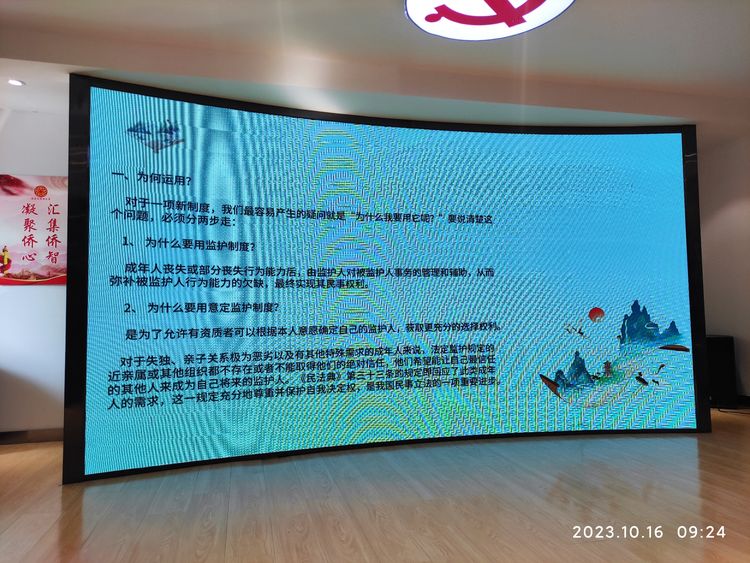 一、为何运用？
对于一项新制度，我们最容易产生的疑问就是“为什么我要用它呢？”要说清楚这
个问题，必须分两步走：
1、 为什么要用监护制度？
成年人丧失或部分丧失行为能力后，由监护人对被监护人事务的管理和辅助，从而
弥补被监护人行为能力的欠缺，最终实现其民事权利。
2、 为什么要用意定监护制度？
是为了允许有资质者可以根据本人意愿确定自己的监护人，获取更充分的选择权利。
对于失独、亲子关系极为恶劣以及有其他特殊需求的成年人来说，法定监护规定的
近亲属或其他组织都不存在或者不能取得他们的绝对信任，他们希望能让自己最信任
的其他人来成为自己将来的监护人。《民法典》第三十三条的规定即回应了此类成年
人的需求，这一规定充分地尊重并保护自我决定权，是我国民事立法的一项重要进步。
汇集侨智
凝聚侨心
2023.10.16 09:24